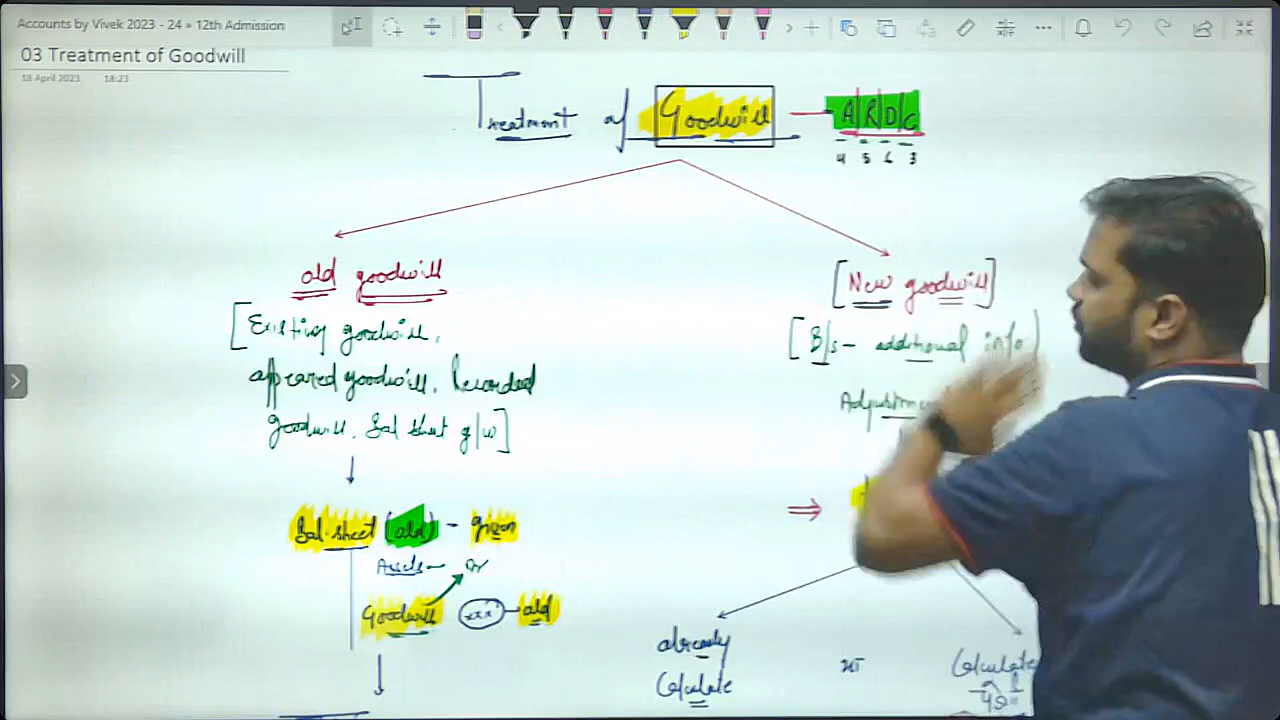 Accounts by Vivek 2023 - 24 » 12th Admission
03 Treatment of Goodwill
18 April 2023 18:23
Treatment of Goodwill — A|R|D|C
4 5 6 3
old goodwill
[Existing goodwill,
appeared goodwill, Recorded
goodwill, Bal sheet g/w]
Bal. sheet (old) - given
Assets - Dr
Goodwill xxx - old
[New goodwill]
[B/s - additional info
already
Calculate
Calculate